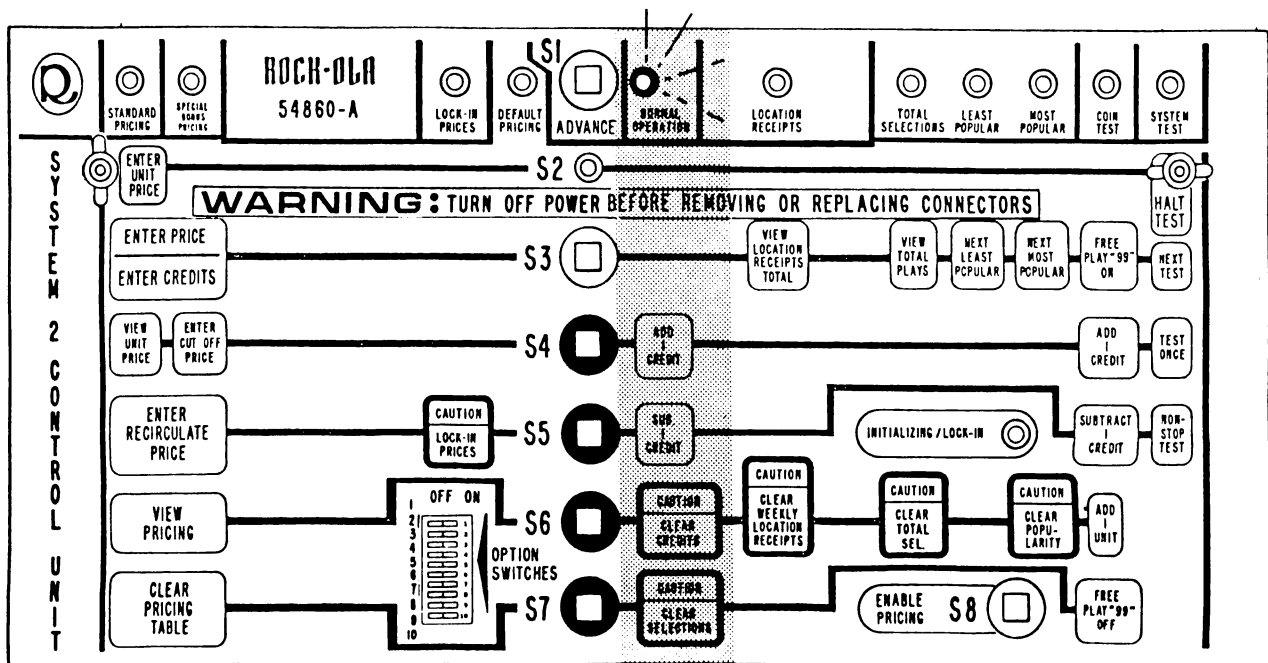 R
STANDARD
PRICING
SPECIAL
BONUS
PRICING
ROCK-OLA
54860-A
LOCK-IN
PRICES
DEFAULT
PRICING
S1
ADVANCE
NORMAL
OPERATION
LOCATION
RECEIPTS
TOTAL
SELECTIONS
LEAST
POPULAR
MOST
POPULAR
COIN
TEST
SYSTEM
TEST
SYSTEM 2 CONTROL UNIT
ENTER
UNIT
PRICE
S2
HALT
TEST
WARNING: TURN OFF POWER BEFORE REMOVING OR REPLACING CONNECTORS
ENTER PRICE
ENTER CREDITS
S3
VIEW
LOCATION
RECEIPTS
TOTAL
VIEW
TOTAL
PLAYS
NEXT
LEAST
POPULAR
NEXT
MOST
POPULAR
FREE
PLAY "99"
ON
NEXT
TEST
VIEW
UNIT
PRICE
ENTER
CUT OFF
PRICE
S4
ADD
1
CREDIT
ADD
1
CREDIT
TEST
ONCE
ENTER
RECIRCULATE
PRICE
CAUTION
LOCK-IN
PRICES
S5
SUB
1
CREDIT
INITIALIZING/LOCK-IN
SUBTRACT
1
CREDIT
NON-
STOP
TEST
VIEW
PRICING
OFF ON
1
2
3
4
5
6
7
8
9
10
OPTION
SWITCHES
S6
CAUTION
CLEAR
CREDITS
CAUTION
CLEAR
WEEKLY
LOCATION
RECEIPTS
CAUTION
CLEAR
TOTAL
SEL.
CAUTION
CLEAR
POPU-
LARITY
ADD
1
UNIT
CLEAR
PRICING
TABLE
S7
CAUTION
CLEAR
SELECTIONS
ENABLE
PRICING
S8
FREE
PLAY "99"
OFF